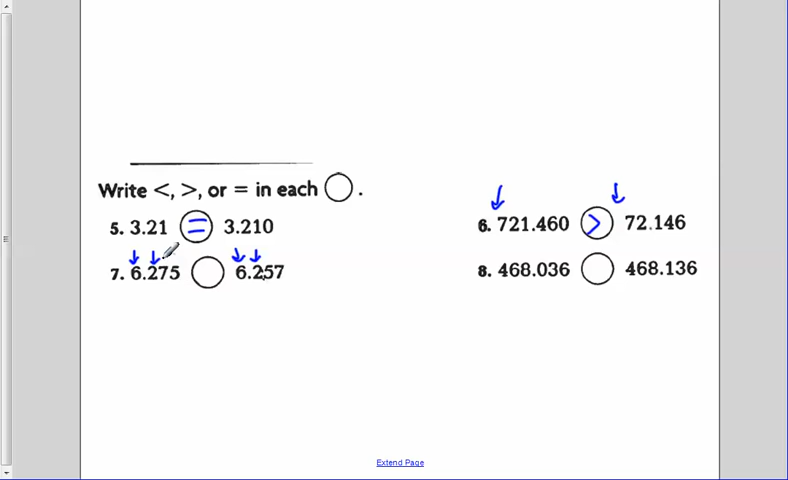 Write <, >, or = in each ◯.
5. 3.21 = 3.210
6. 721.460 > 72.146
7. 6.275 ◯ 6.257
8. 468.036 ◯ 468.136
Extend Page